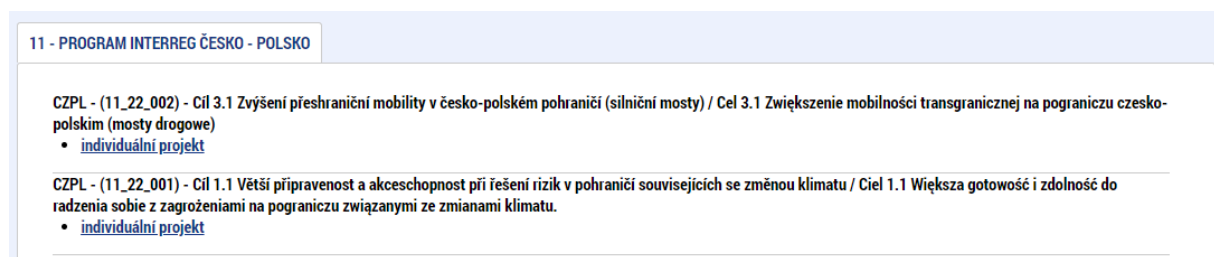 11 - PROGRAM INTERREG ČESKO - POLSKO
CZPL - (11_22_002) - Cíl 3.1 Zvýšení přeshraniční mobility v česko-polském pohraničí (silniční mosty) / Cel 3.1 Zwiększenie mobilności transgranicznej na pograniczu czesko-
polskim (mosty drogowe)
• individuální projekt
CZPL - (11_22_001) - Cíl 1.1 Větší připravenost a akceschopnost při řešení rizik v pohraničí souvisejících se změnou klimatu / Ciel 1.1 Większa gotowość i zdolność do
radzenia sobie z zagrożeniami na pograniczu związanymi ze zmianami klimatu.
• individuální projekt